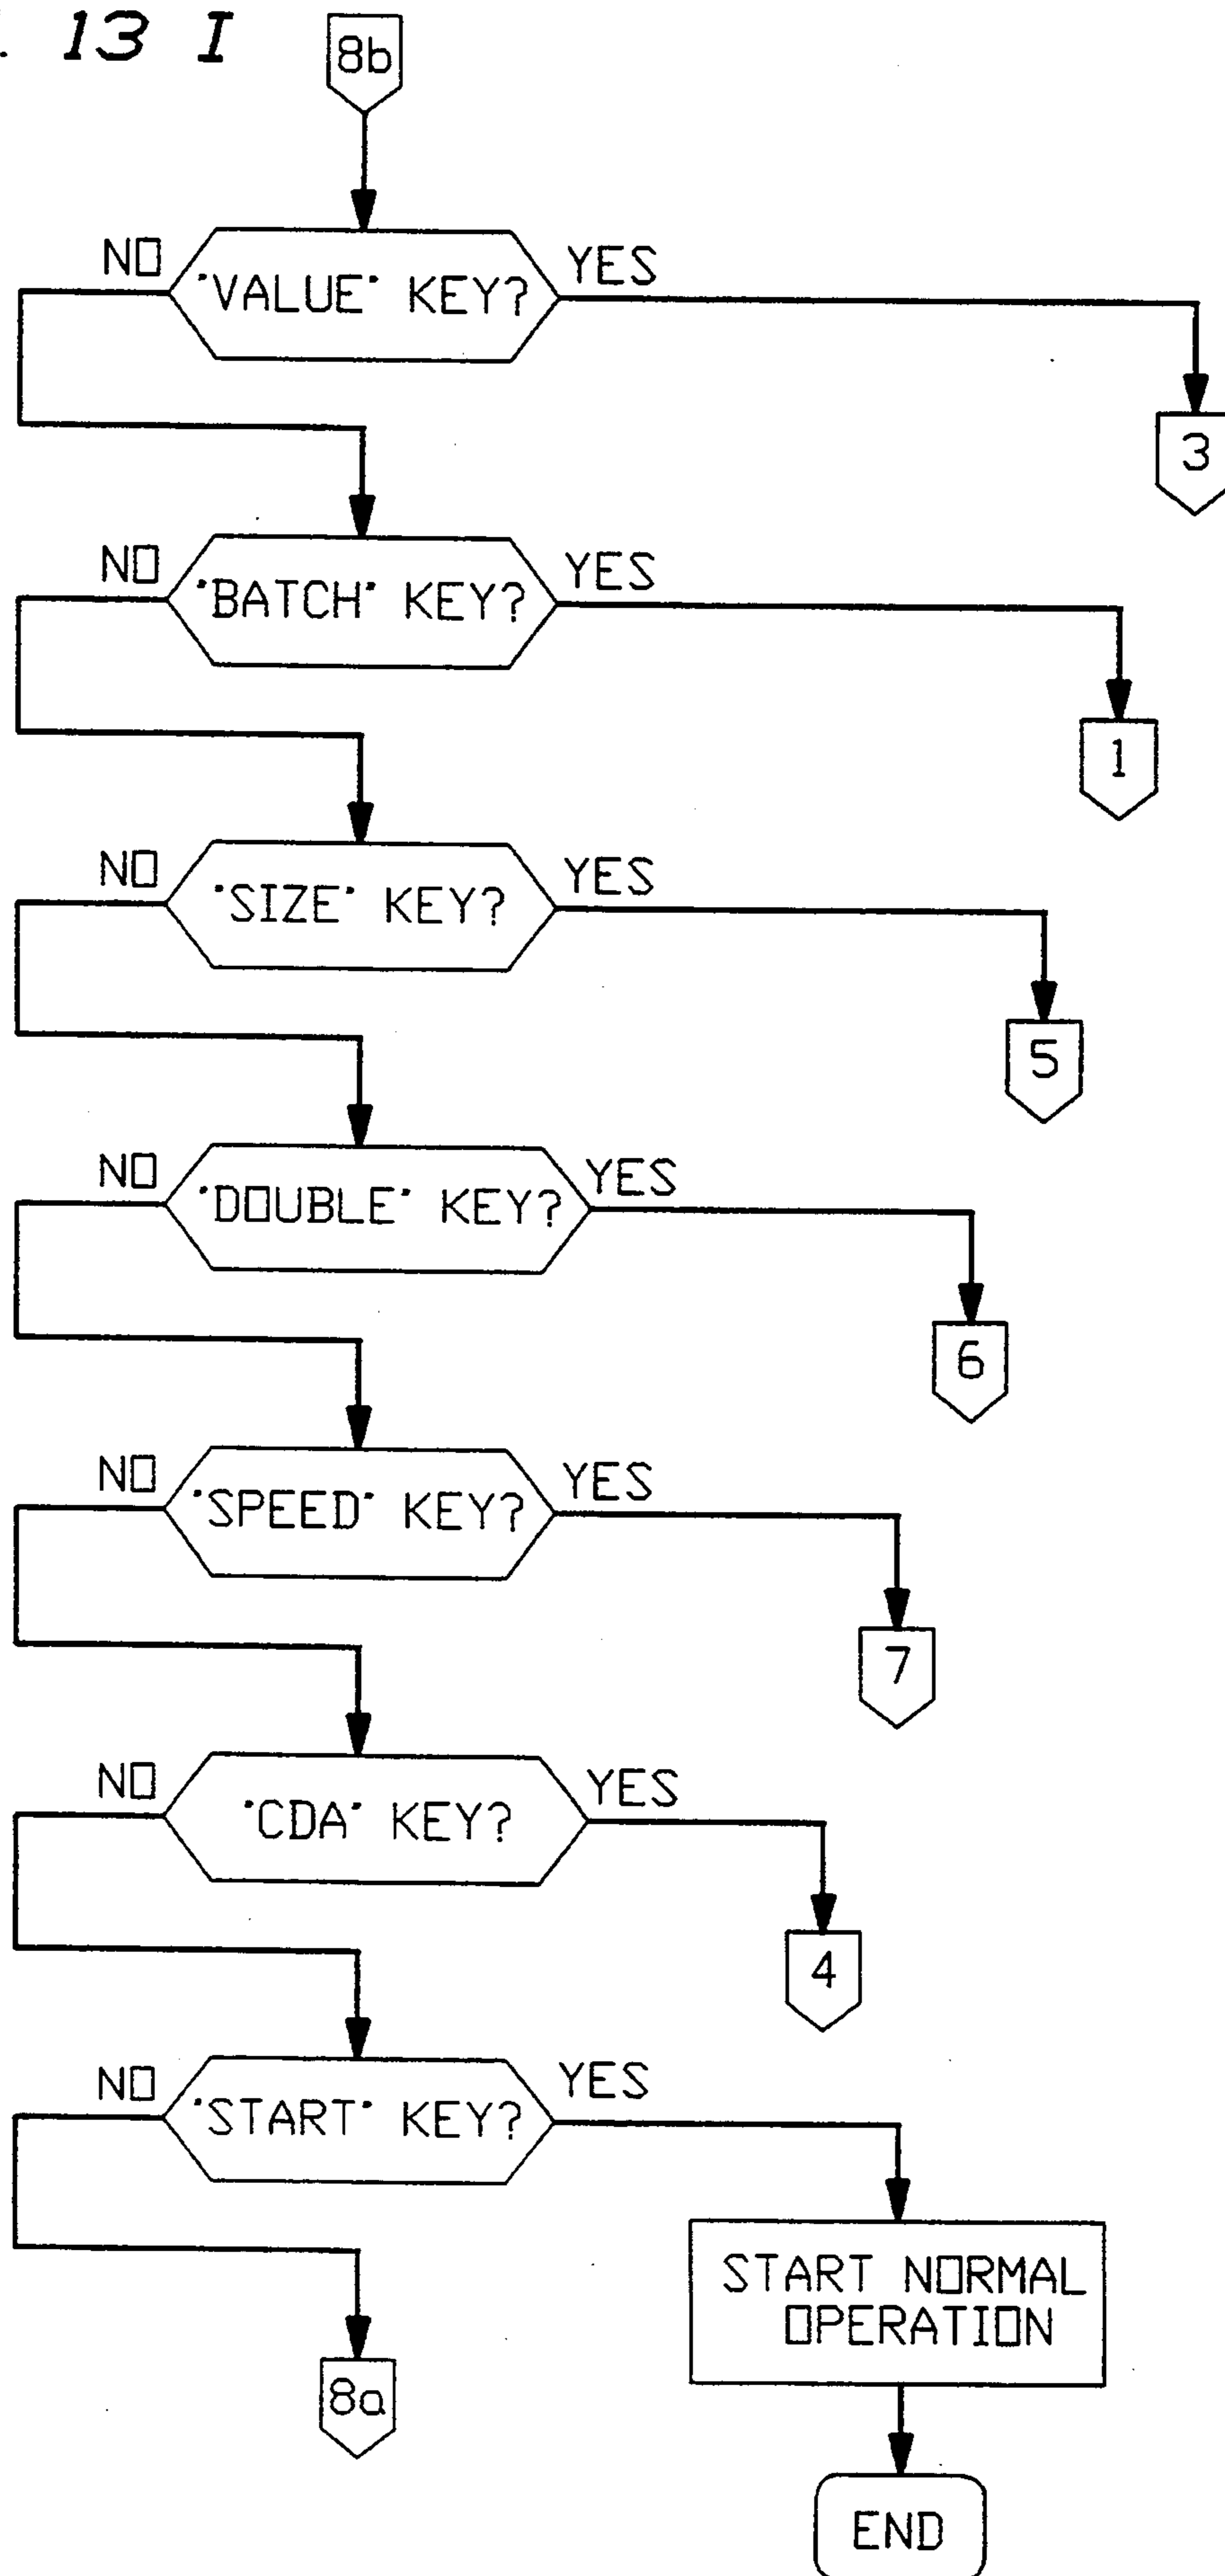 13 I
8b
NO
"VALUE" KEY?
YES
3
NO
"BATCH" KEY?
YES
1
NO
"SIZE" KEY?
YES
5
NO
"DOUBLE" KEY?
YES
6
NO
"SPEED" KEY?
YES
7
NO
"CDA" KEY?
YES
4
NO
"START" KEY?
YES
START NORMAL
OPERATION
8a
END